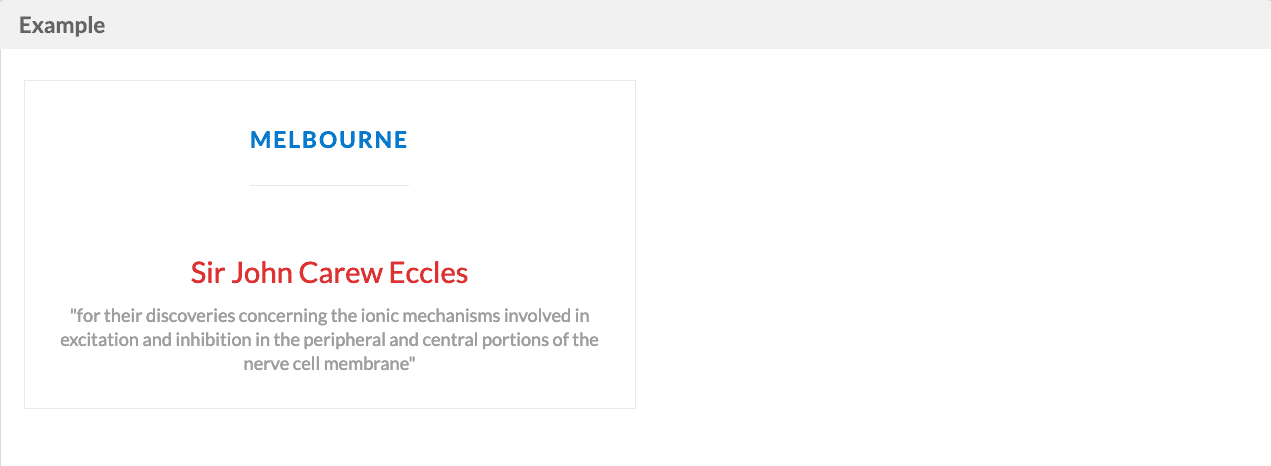 Example
MELBOURNE
Sir John Carew Eccles
"for their discoveries concerning the ionic mechanisms involved in
excitation and inhibition in the peripheral and central portions of the
nerve cell membrane"